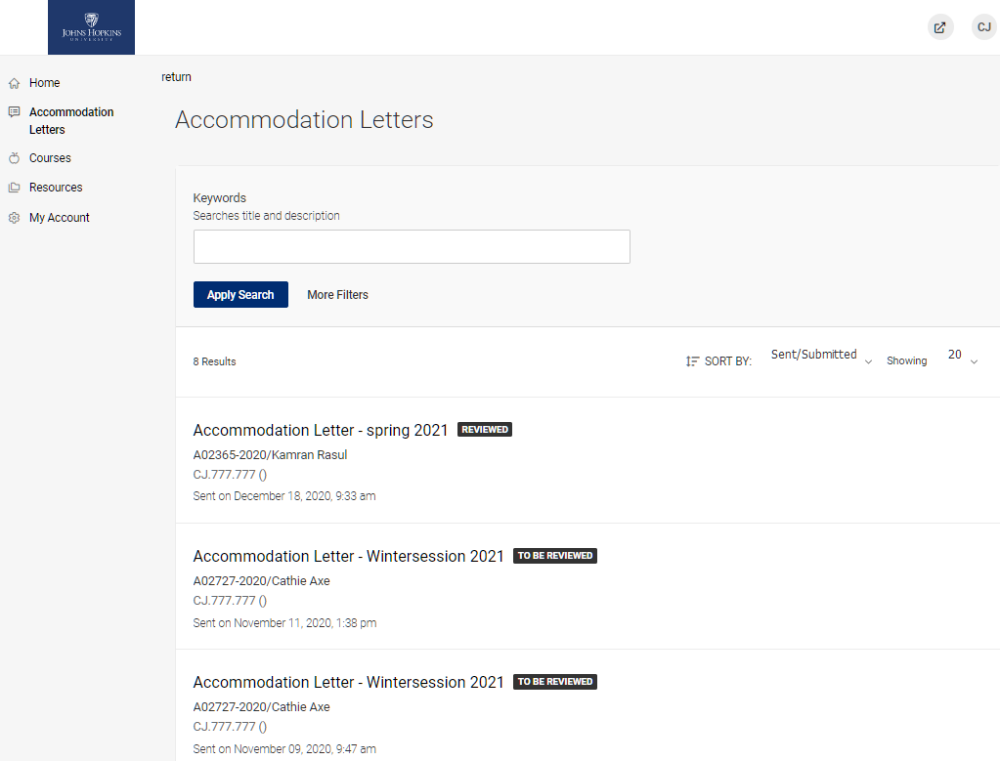 JOHNS HOPKINS
UNIVERSITY
CJ
Home
Accommodation
Letters
Courses
Resources
My Account
return
Accommodation Letters
Keywords
Searches title and description
Apply Search
More Filters
8 Results
SORT BY:
Sent/Submitted
Showing
20
Accommodation Letter - spring 2021 REVIEWED
A02365-2020/Kamran Rasul
CJ.777.777 ()
Sent on December 18, 2020, 9:33 am
Accommodation Letter - Wintersession 2021 TO BE REVIEWED
A02727-2020/Cathie Axe
CJ.777.777 ()
Sent on November 11, 2020, 1:38 pm
Accommodation Letter - Wintersession 2021 TO BE REVIEWED
A02727-2020/Cathie Axe
CJ.777.777 ()
Sent on November 09, 2020, 9:47 am